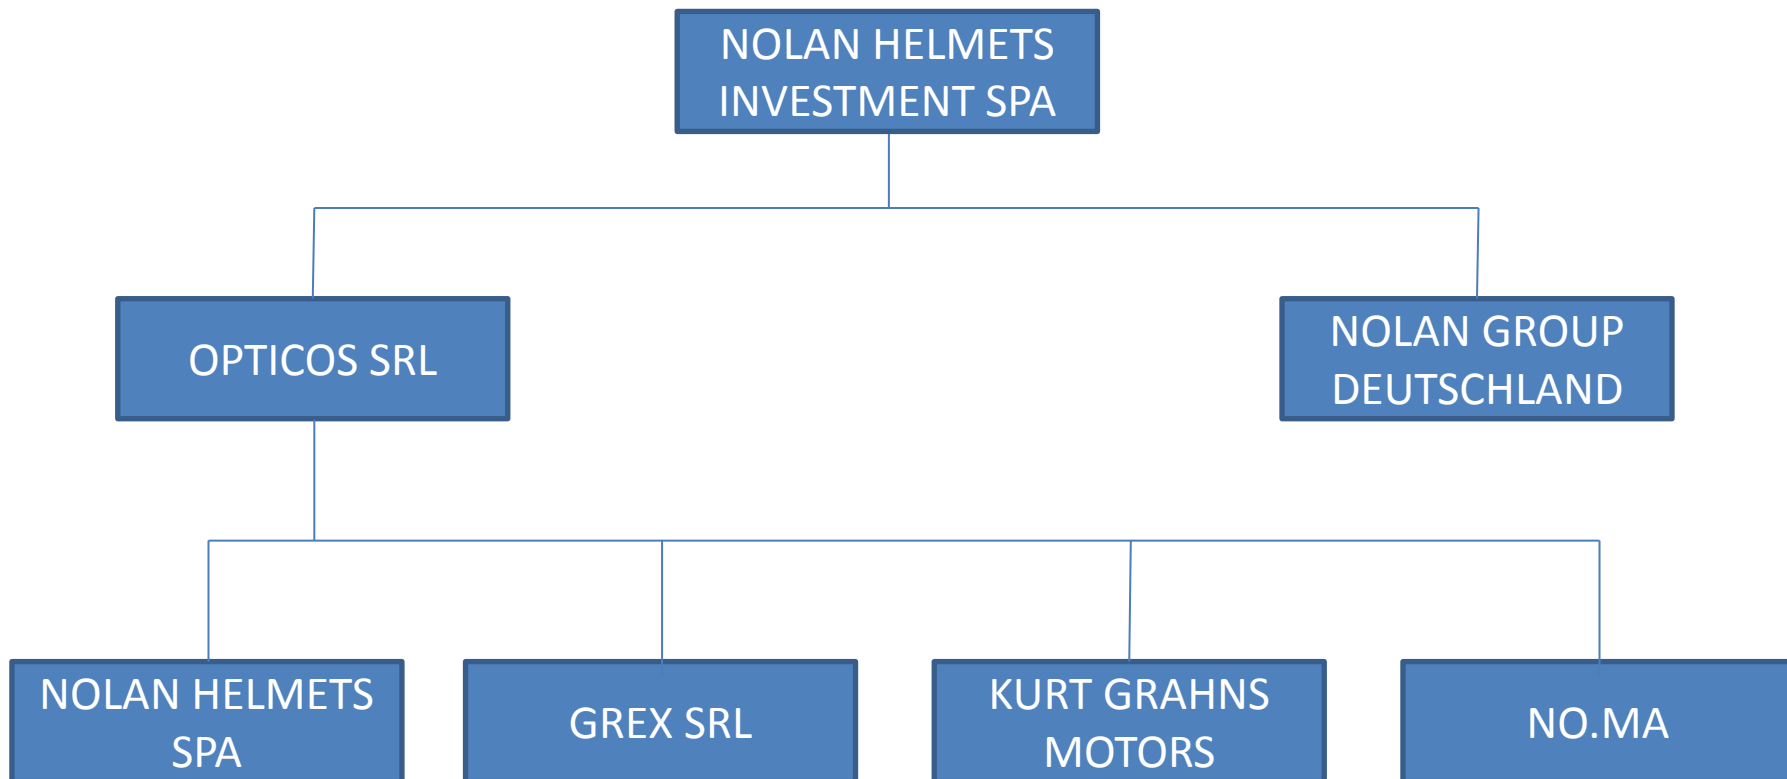 NOLAN HELMETS
INVESTMENT SPA
OPTICOS SRL
NOLAN GROUP
DEUTSCHLAND
NOLAN HELMETS
SPA
GREX SRL
KURT GRAHNS
MOTORS
NO.MA